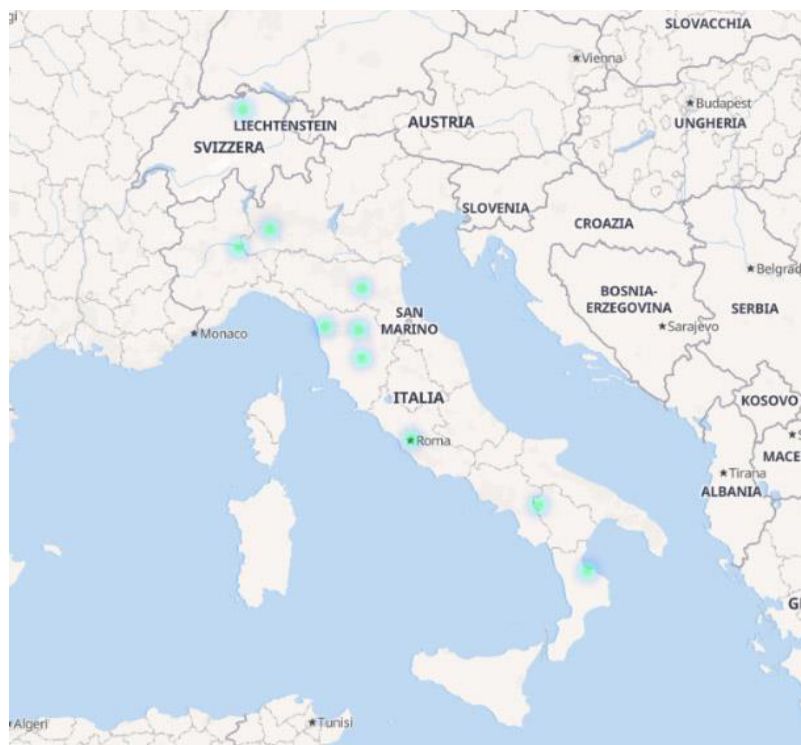 gi
SLOVACCHIA
Vienna
Budapest
UNGHERIA
LIECHTENSTEIN
AUSTRIA
SVIZZERA
SLOVENIA
CROAZIA
Belgrad
BOSNIA-
ERZEGOVINA
SERBIA
SAN
MARINO
Monaco
Sarajevo
ITALIA
KOSOVO
Roma
S
MACE
Tirana
ALBANIA
G
Algeri
Tunisi